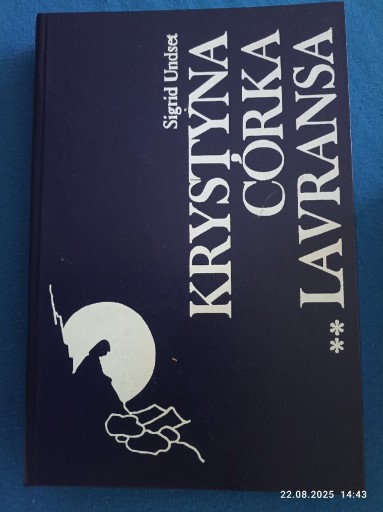 Sigrid Undset
KRYSTYNA
CÓRKA
** LAVRANSA
22.08.2025 14:43